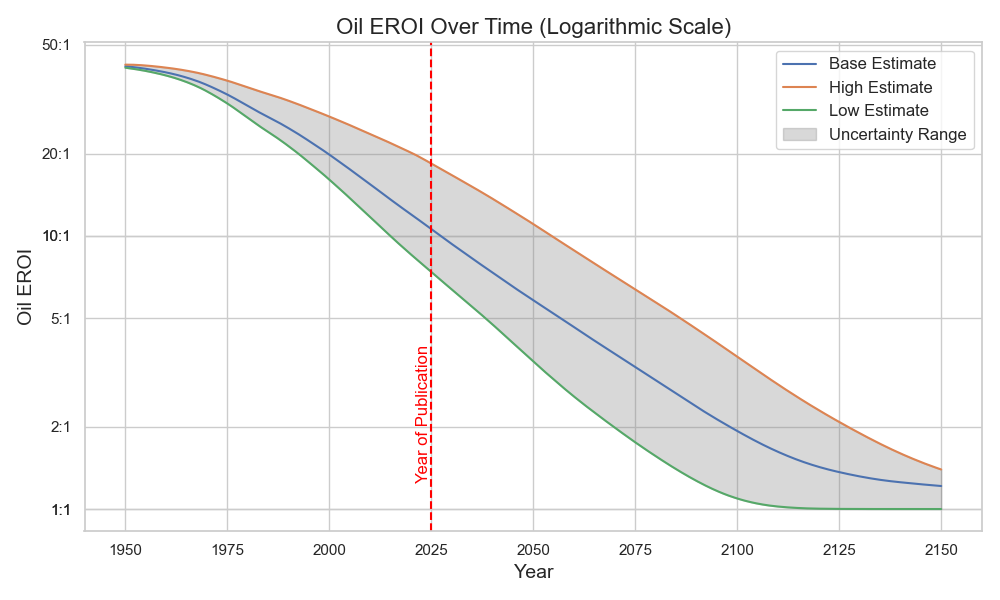 Oil EROI Over Time (Logarithmic Scale)
50:1
20:1
10:1
5:1
2:1
1:1
Oil EROI
Base Estimate
High Estimate
Low Estimate
Uncertainty Range
Year of Publication
1950
1975
2000
2025
2050
2075
2100
2125
2150
Year